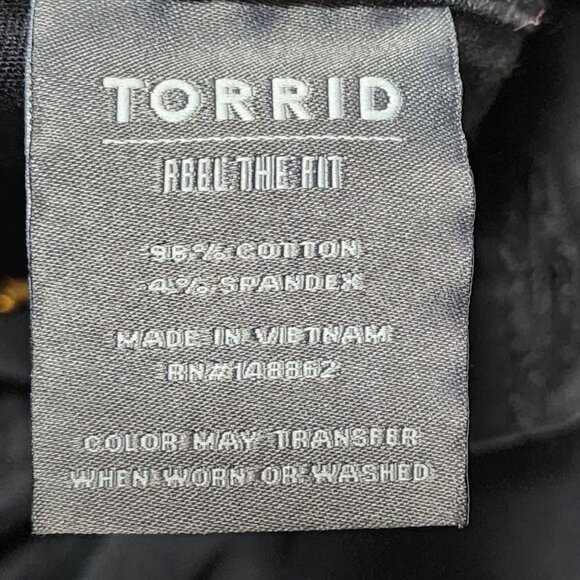 TORRID
FEEL THE FIT
96% COTTON
4% SPANDEX
MADE IN VIETNAM
RN#148862
COLOR MAY TRANSFER
WHEN WORN OR WASHED